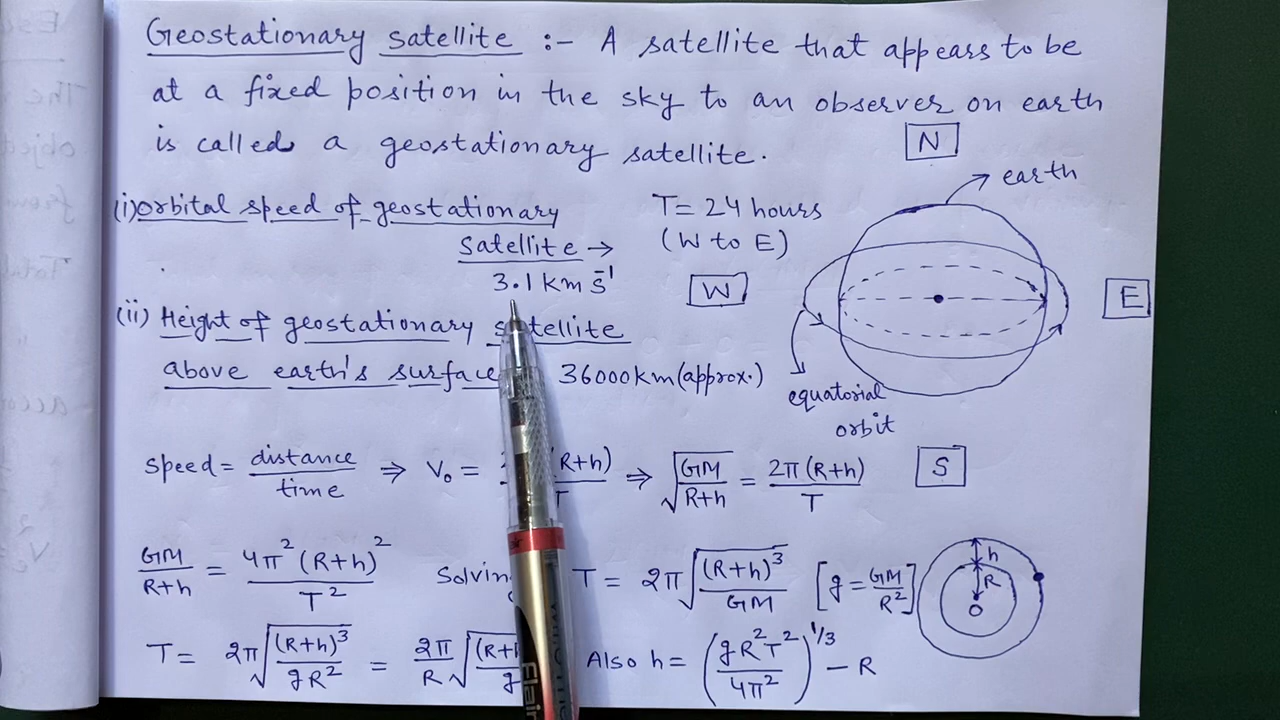 Geostationary satellite :- A satellite that appears to be
at a fixed position in the sky to an observer on earth
is called a geostationary satellite.
N
earth
(i) orbital speed of geostationary
satellite →
3.1 km s⁻¹
T = 24 hours
(W to E)
W
E
(ii) Height of geostationary satellite
above earth's surface 36000 km (approx.)
equatorial
orbit
S
speed = distance/time ⇒ V₀ = (R+h)/T ⇒ √(GM/(R+h)) = 2π(R+h)/T
GM/(R+h) = 4π²(R+h)²/T² Solvin T = 2π√((R+h)³/GM) [g = GM/R²]
h
R
O
T = 2π√((R+h)³/gR²) = 2π/R √((R+h / g Also h = (gR²T²/4π²)^1/3 − R
Flair